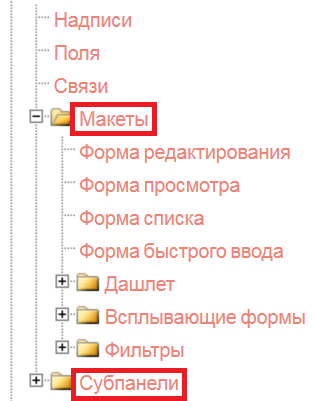 Надписи
Поля
Связи
Макеты
Форма редактирования
Форма просмотра
Форма списка
Форма быстрого ввода
Дашлет
Всплывающие формы
Фильтры
Субпанели